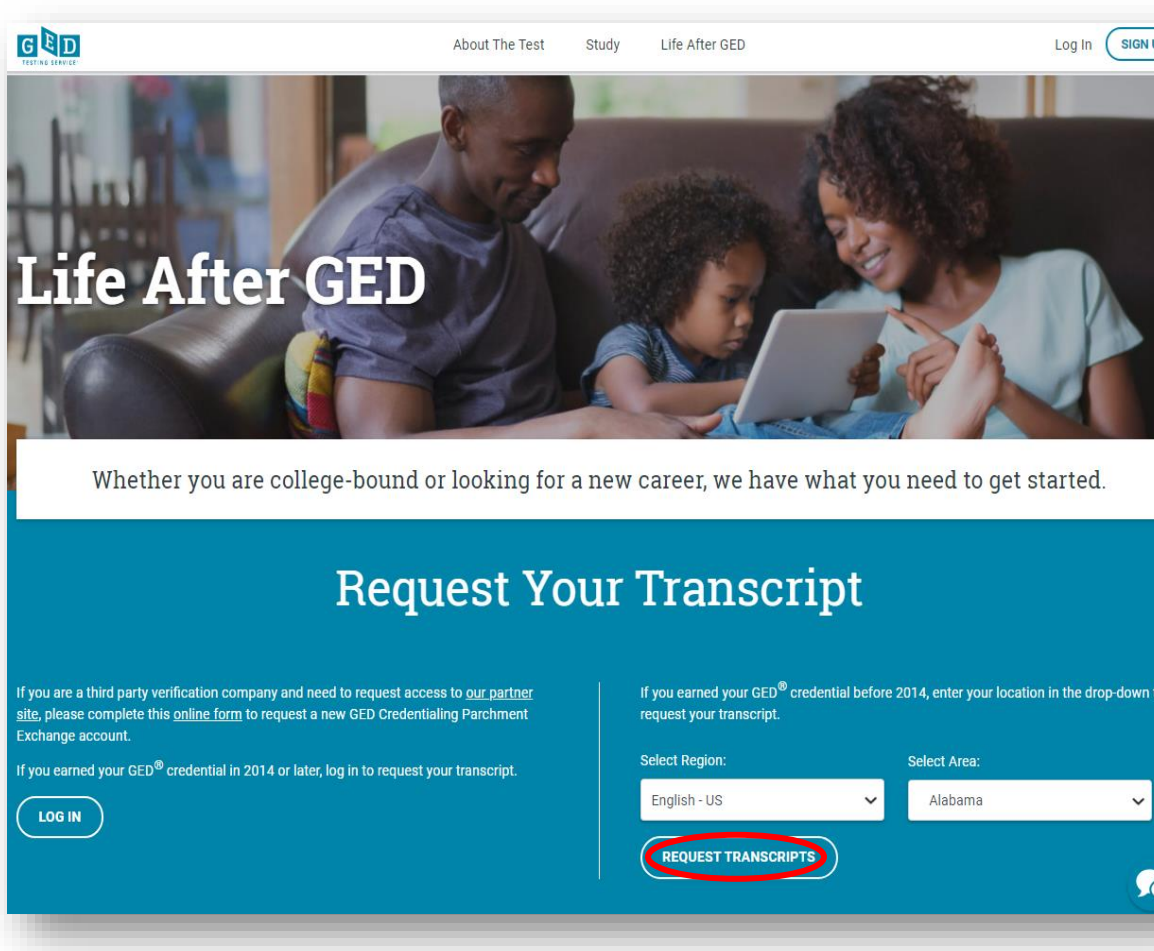 GED
TESTING SERVICE
About The Test Study Life After GED Log In SIGN
Life After GED
Whether you are college-bound or looking for a new career, we have what you need to get started.
Request Your Transcript
If you are a third party verification company and need to request access to our partner
site, please complete this online form to request a new GED Credentialing Parchment
Exchange account.
If you earned your GED® credential in 2014 or later, log in to request your transcript.
LOG IN
If you earned your GED® credential before 2014, enter your location in the drop-down
request your transcript.
Select Region: Select Area:
English - US Alabama
REQUEST TRANSCRIPTS